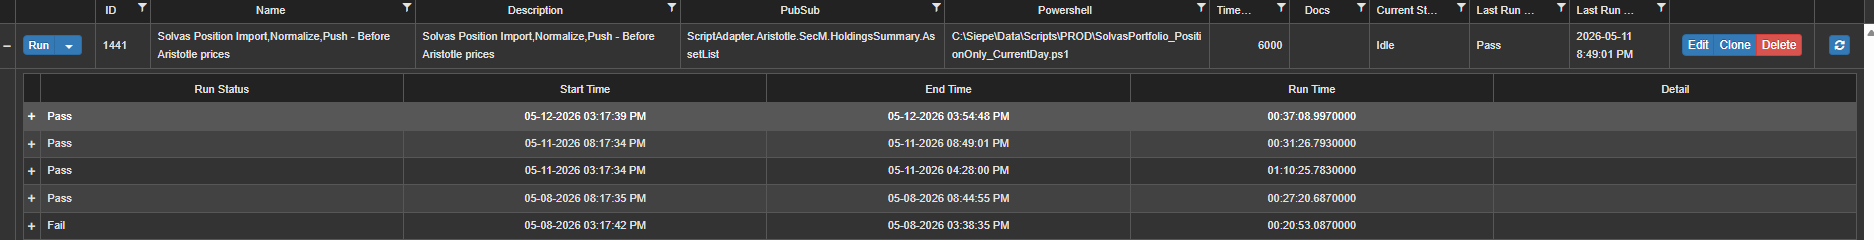 ID Name Description PubSub Powershell Time... Docs Current St... Last Run ... Last Run ...
Run 1441 Solvas Position Import,Normalize,Push - Before Solvas Position Import,Normalize,Push - Before ScriptAdapter.Aristotle.SecM.HoldingsSummary.As C:\Siepe\Data\Scripts\PROD\SolvasPortfolio_Positi 6000 Idle Pass 2026-05-11 Edit Clone Delete
Aristotle prices Aristotle prices setList onOnly_CurrentDay.ps1 8:49:01 PM
Run Status Start Time End Time Run Time Detail
+ Pass 05-12-2026 03:17:39 PM 05-12-2026 03:54:48 PM 00:37:08.9970000
+ Pass 05-11-2026 08:17:34 PM 05-11-2026 08:49:01 PM 00:31:26.7930000
+ Pass 05-11-2026 03:17:34 PM 05-11-2026 04:28:00 PM 01:10:25.7830000
+ Pass 05-08-2026 08:17:35 PM 05-08-2026 08:44:55 PM 00:27:20.6870000
+ Fail 05-08-2026 03:17:42 PM 05-08-2026 03:38:35 PM 00:20:53.0870000